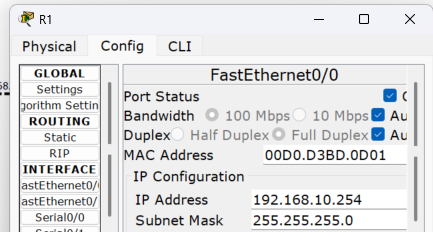 R1
Physical Config CLI
GLOBAL
Settings
gorithm Settin
ROUTING
Static
RIP
INTERFACE
astEthernet0/
astEthernet0/
Serial0/0
Serial0/1
FastEthernet0/0
Port Status
Bandwidth 100 Mbps 10 Mbps Au
Duplex Half Duplex Full Duplex Au
MAC Address 00D0.D3BD.0D01
IP Configuration
IP Address 192.168.10.254
Subnet Mask 255.255.255.0